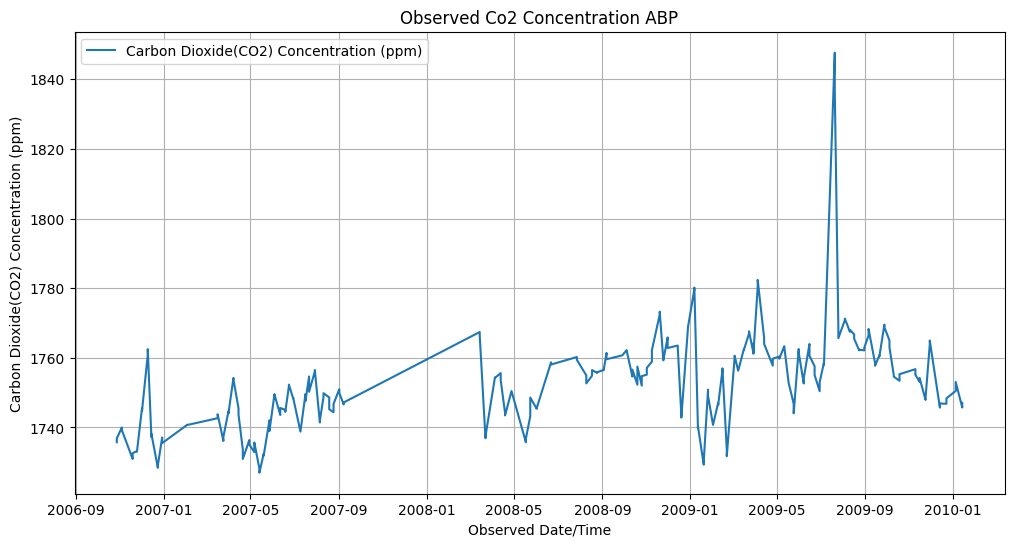 Observed Co2 Concentration ABP
Carbon Dioxide(CO2) Concentration (ppm)
Carbon Dioxide(CO2) Concentration (ppm)
1840
1820
1800
1780
1760
1740
2006-09 2007-01 2007-05 2007-09 2008-01 2008-05 2008-09 2009-01 2009-05 2009-09 2010-01
Observed Date/Time